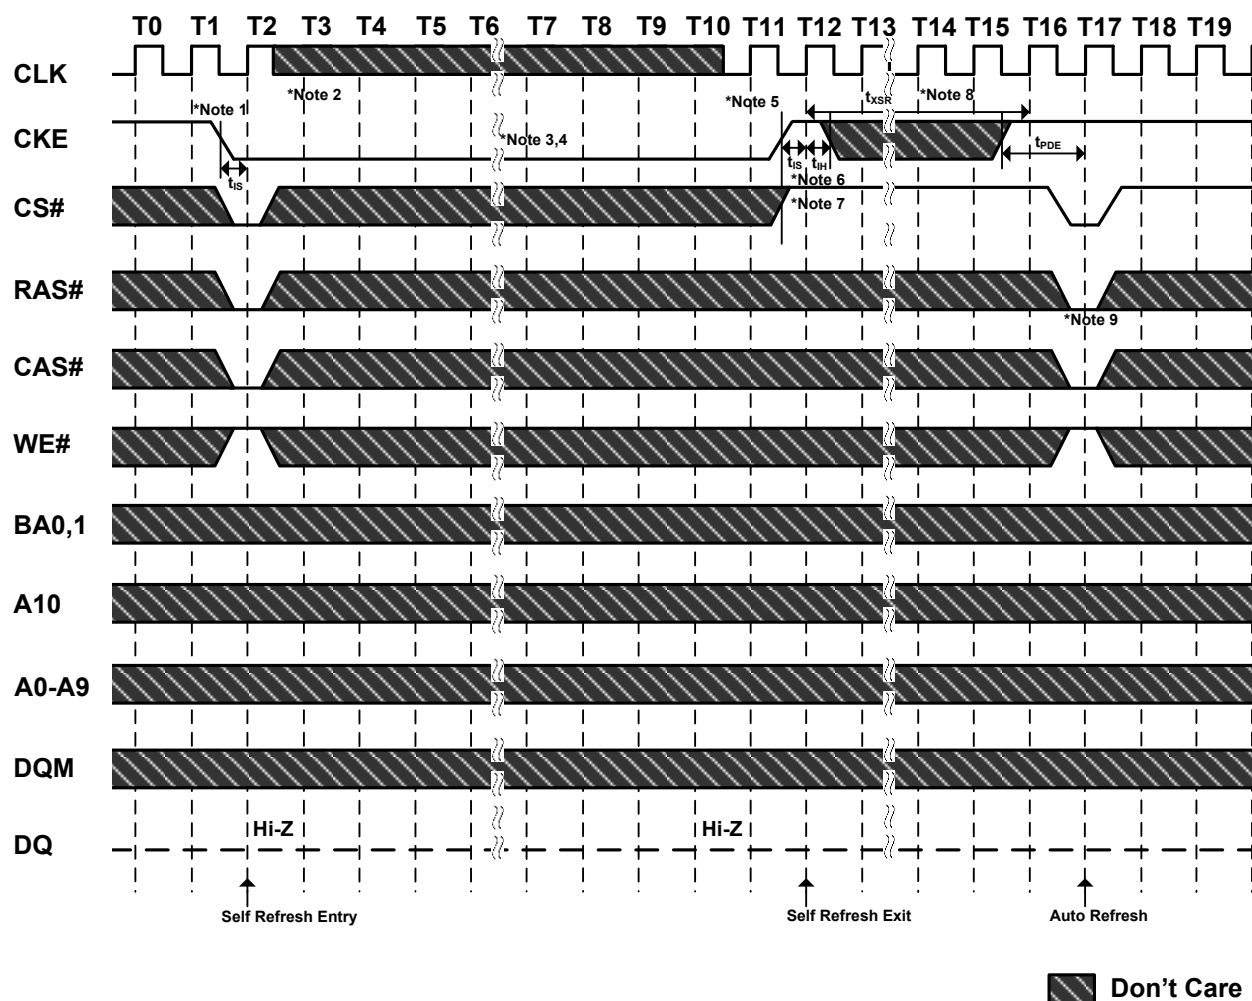 T0 T1 T2 T3 T4 T5 T6 T7 T8 T9 T10 T11 T12 T13 T14 T15 T16 T17 T18 T19
CLK
*Note 1
*Note 2
*Note 5
tXSR
*Note 8
CKE
*Note 3,4
tIS
tIS
tIH
tPDE
*Note 6
*Note 7
CS#
RAS#
*Note 9
CAS#
WE#
BA0,1
A10
A0-A9
DQM
Hi-Z
Hi-Z
DQ
Self Refresh Entry
Self Refresh Exit
Auto Refresh
Don't Care